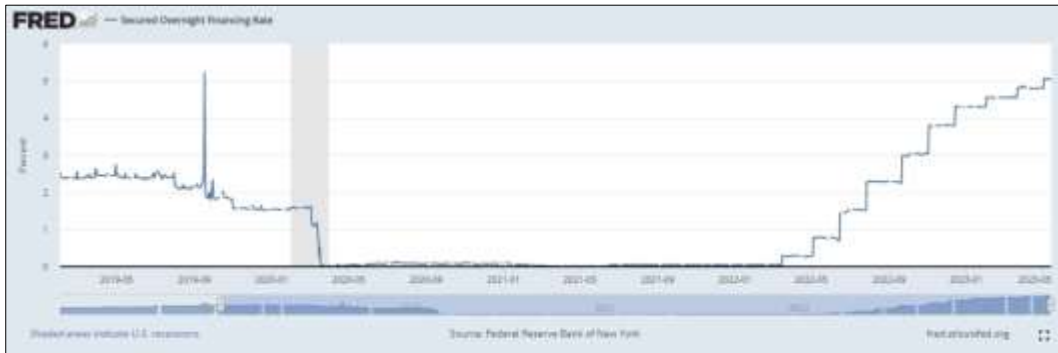 FRED — Secured Overnight Financing Rate
6
5
4
3
2
1
0
Percent
2019-05 2019-09 2020-01 2020-05 2020-09 2021-01 2021-05 2021-09 2022-01 2022-05 2022-09 2023-01 2023-05
Shaded areas indicate U.S. recessions.
Source: Federal Reserve Bank of New York
fred.stlouisfed.org